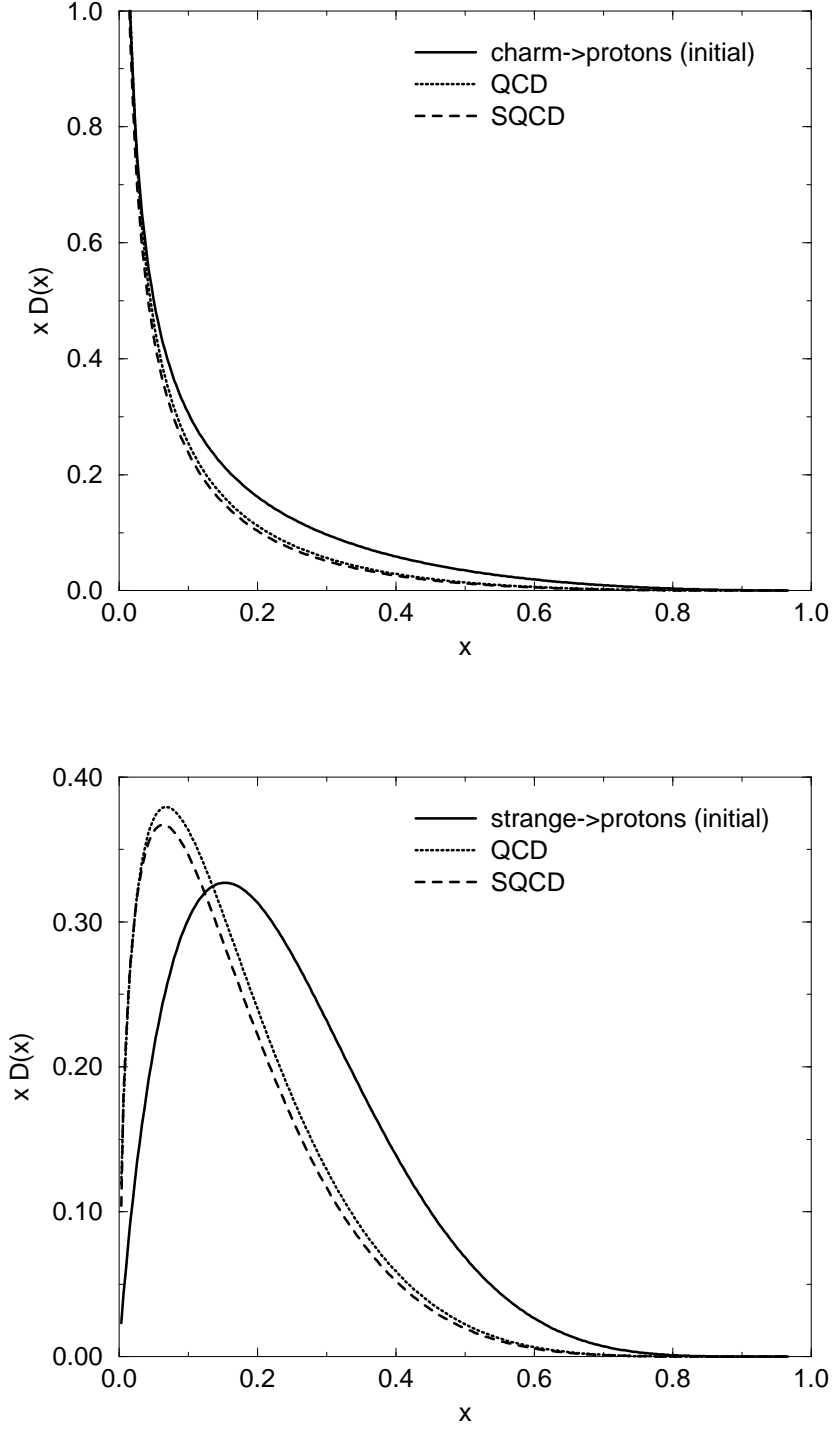 1.0
0.8
0.6
0.4
0.2
0.0
x D(x)
charm->protons (initial)
QCD
SQCD
0.0 0.2 0.4 0.6 0.8 1.0
x
0.40
0.30
0.20
0.10
0.00
x D(x)
strange->protons (initial)
QCD
SQCD
0.0 0.2 0.4 0.6 0.8 1.0
x